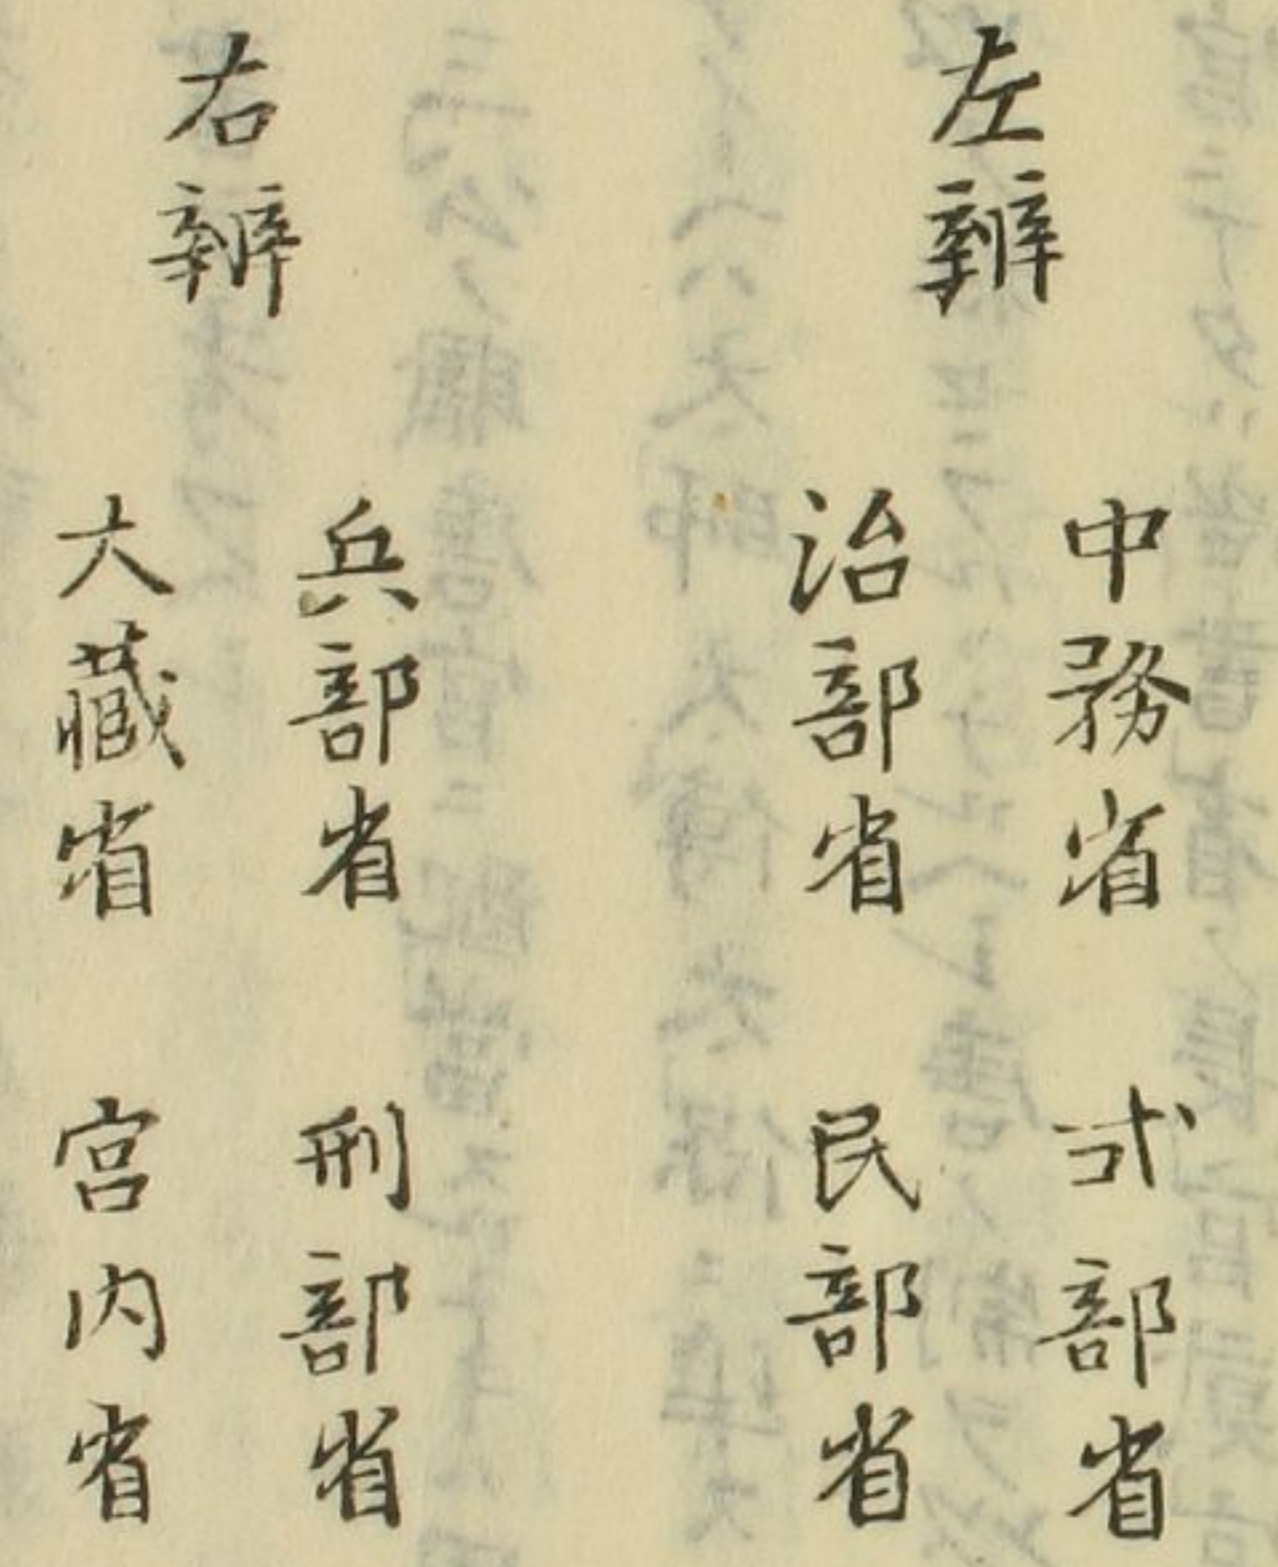 左辨
中務省 式部省
治部省 民部省
右辨
兵部省 刑部省
大藏省 宮内省